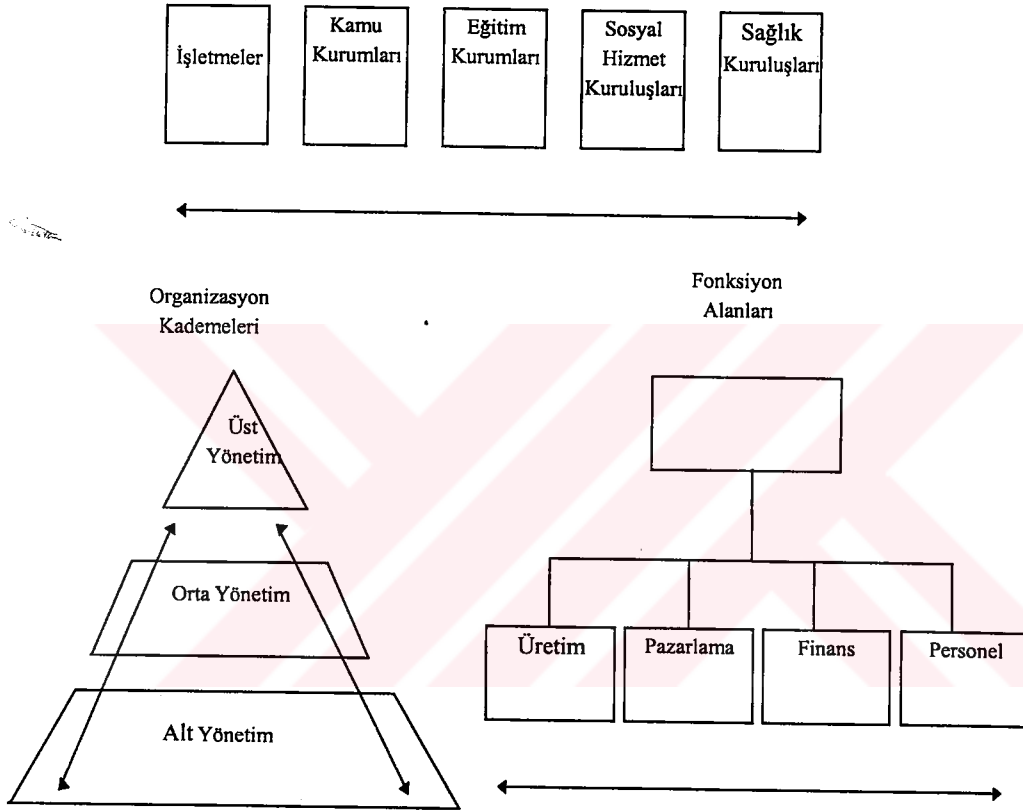 İşletmeler
Kamu
Kurumları
Eğitim
Kurumları
Sosyal
Hizmet
Kuruluşları
Sağlık
Kuruluşları
Organizasyon
Kademeleri
Üst
Yönetim
Orta Yönetim
Alt Yönetim
Fonksiyon
Alanları
Üretim
Pazarlama
Finans
Personel